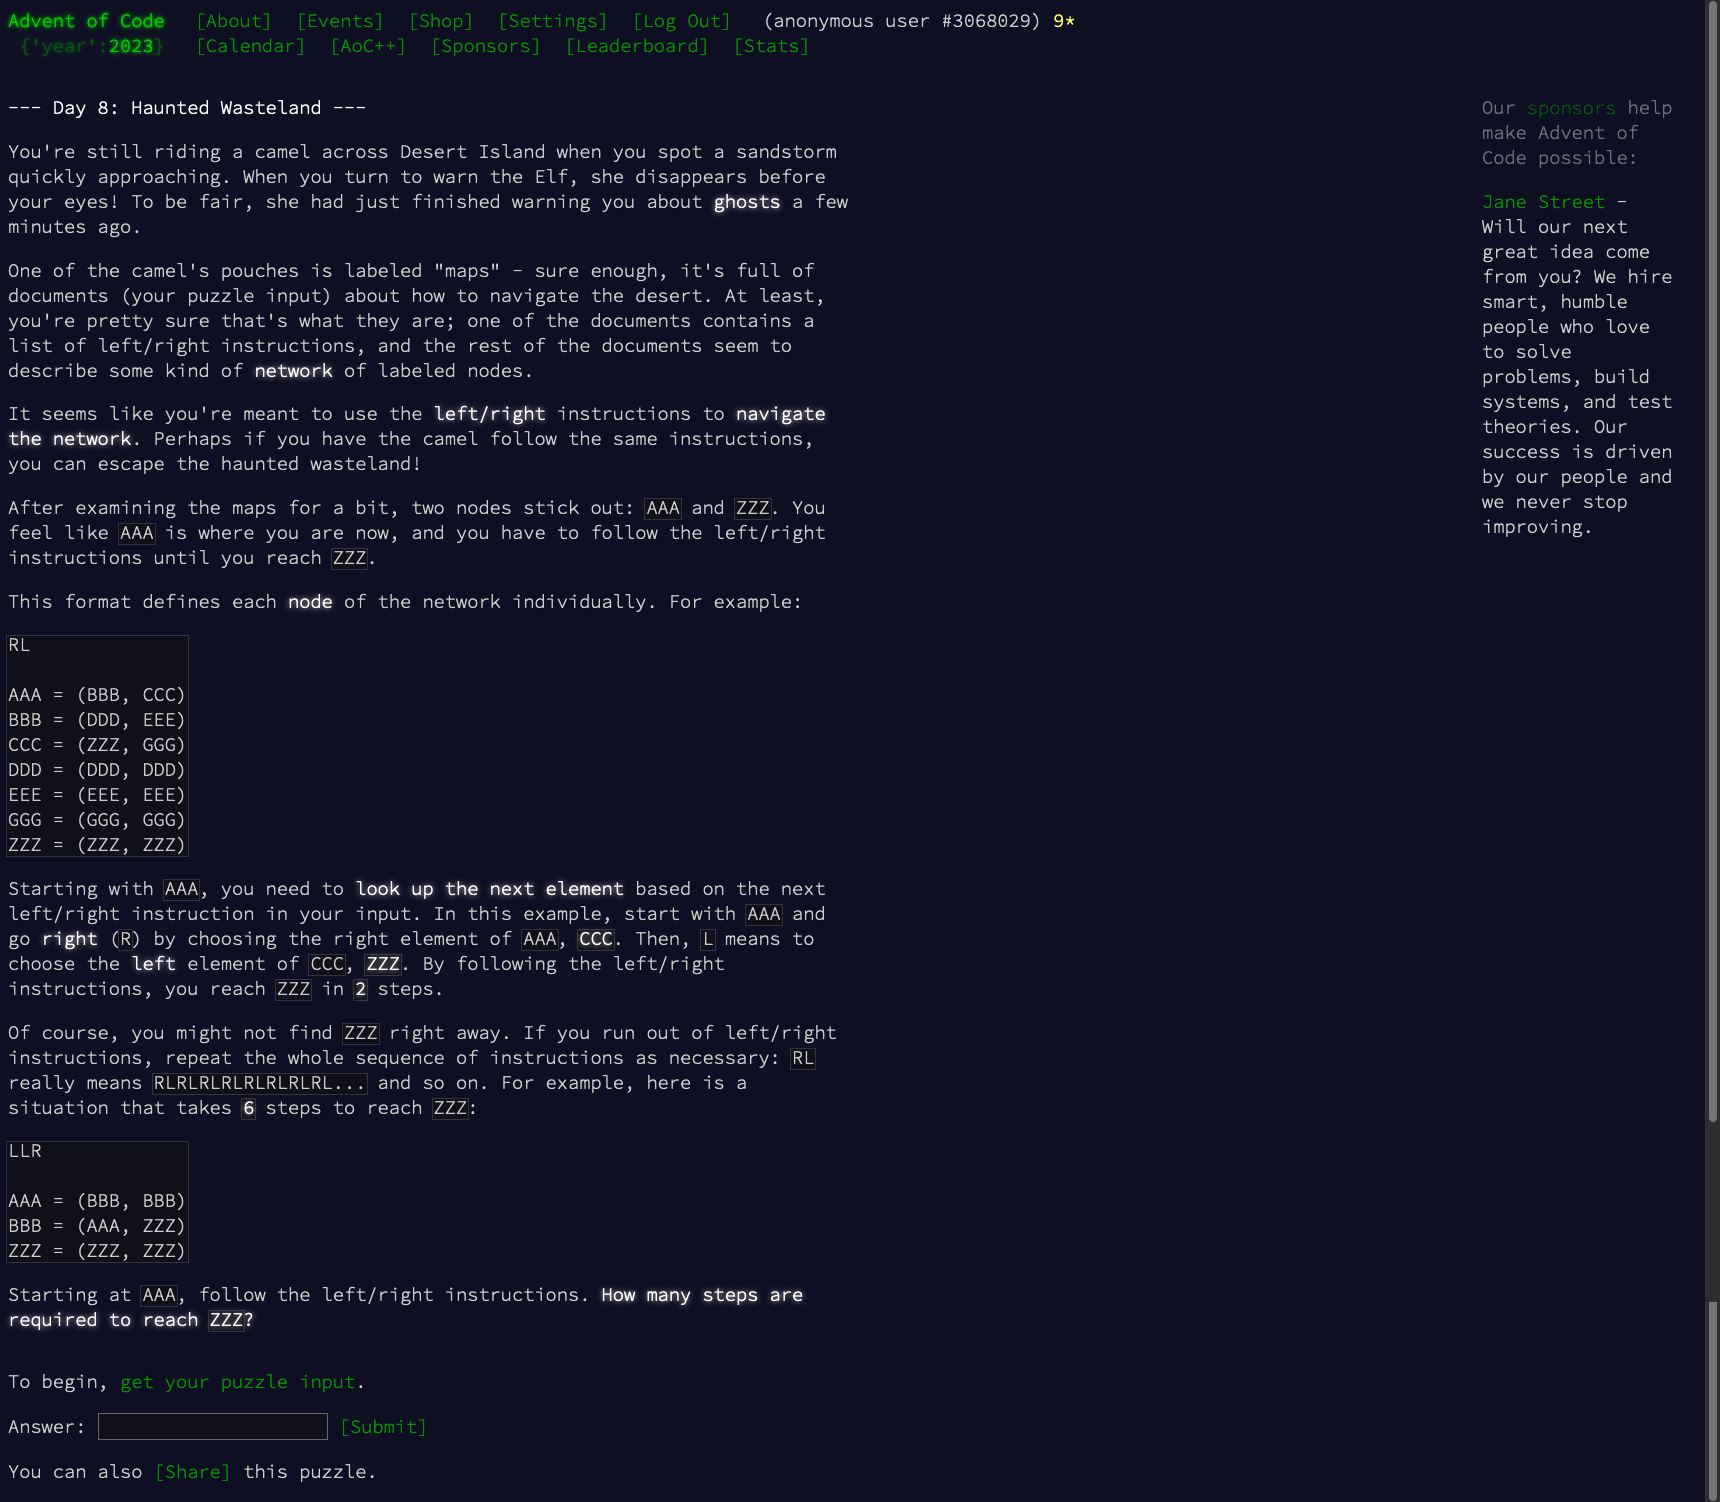 Advent of Code [About] [Events] [Shop] [Settings] [Log Out] (anonymous user #3068029) 9*
{'year':2023} [Calendar] [AoC++] [Sponsors] [Leaderboard] [Stats]
--- Day 8: Haunted Wasteland ---
You're still riding a camel across Desert Island when you spot a sandstorm
quickly approaching. When you turn to warn the Elf, she disappears before
your eyes! To be fair, she had just finished warning you about ghosts a few
minutes ago.
One of the camel's pouches is labeled "maps" - sure enough, it's full of
documents (your puzzle input) about how to navigate the desert. At least,
you're pretty sure that's what they are; one of the documents contains a
list of left/right instructions, and the rest of the documents seem to
describe some kind of network of labeled nodes.
It seems like you're meant to use the left/right instructions to navigate
the network. Perhaps if you have the camel follow the same instructions,
you can escape the haunted wasteland!
After examining the maps for a bit, two nodes stick out: AAA and ZZZ. You
feel like AAA is where you are now, and you have to follow the left/right
instructions until you reach ZZZ.
This format defines each node of the network individually. For example:
RL
AAA = (BBB, CCC)
BBB = (DDD, EEE)
CCC = (ZZZ, GGG)
DDD = (DDD, DDD)
EEE = (EEE, EEE)
GGG = (GGG, GGG)
ZZZ = (ZZZ, ZZZ)
Starting with AAA, you need to look up the next element based on the next
left/right instruction in your input. In this example, start with AAA and
go right (R) by choosing the right element of AAA, CCC. Then, L means to
choose the left element of CCC, ZZZ. By following the left/right
instructions, you reach ZZZ in 2 steps.
Of course, you might not find ZZZ right away. If you run out of left/right
instructions, repeat the whole sequence of instructions as necessary: RL
really means RLRLRLRLRLRLRLRL... and so on. For example, here is a
situation that takes 6 steps to reach ZZZ:
LLR
AAA = (BBB, BBB)
BBB = (AAA, ZZZ)
ZZZ = (ZZZ, ZZZ)
Starting at AAA, follow the left/right instructions. How many steps are
required to reach ZZZ?
To begin, get your puzzle input.
Answer: [Submit]
You can also [Share] this puzzle.
Our sponsors help
make Advent of
Code possible:
Jane Street -
Will our next
great idea come
from you? We hire
smart, humble
people who love
to solve
problems, build
systems, and test
theories. Our
success is driven
by our people and
we never stop
improving.